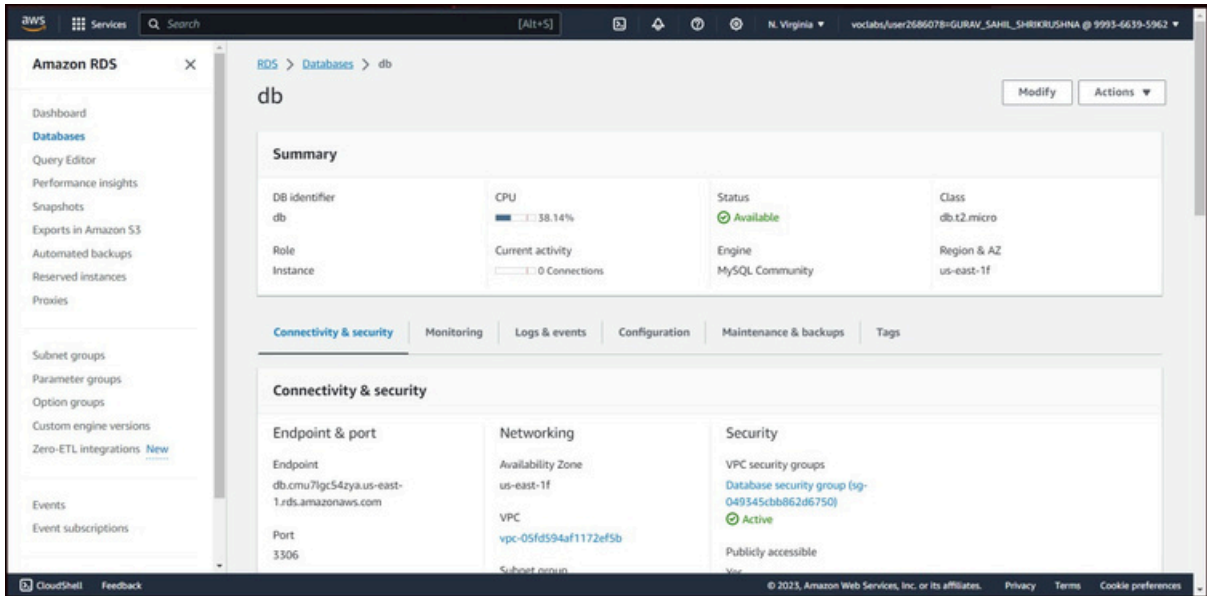 aws Services Search [Alt+S] N. Virginia ▼ voclabs/user2686078=GURAV_SAHIL_SHRIKRUSHNA @ 9993-6639-5962 ▼
Amazon RDS
Dashboard
Databases
Query Editor
Performance insights
Snapshots
Exports in Amazon S3
Automated backups
Reserved instances
Proxies
Subnet groups
Parameter groups
Option groups
Custom engine versions
Zero-ETL integrations New
Events
Event subscriptions
RDS > Databases > db
db
Modify
Actions ▼
Summary
DB identifier
db
CPU
38.14%
Status
Available
Class
db.t2.micro
Role
Instance
Current activity
0 Connections
Engine
MySQL Community
Region & AZ
us-east-1f
Connectivity & security Monitoring Logs & events Configuration Maintenance & backups Tags
Connectivity & security
Endpoint & port
Endpoint
db.cmu7lgc54zya.us-east-
1.rds.amazonaws.com
Port
3306
Networking
Availability Zone
us-east-1f
VPC
vpc-05fd594af1172ef5b
Subnet group
Security
VPC security groups
Database security group (sg-
049345cbb862d6750)
Active
Publicly accessible
Yes
CloudShell Feedback © 2023, Amazon Web Services, Inc. or its affiliates. Privacy Terms Cookie preferences